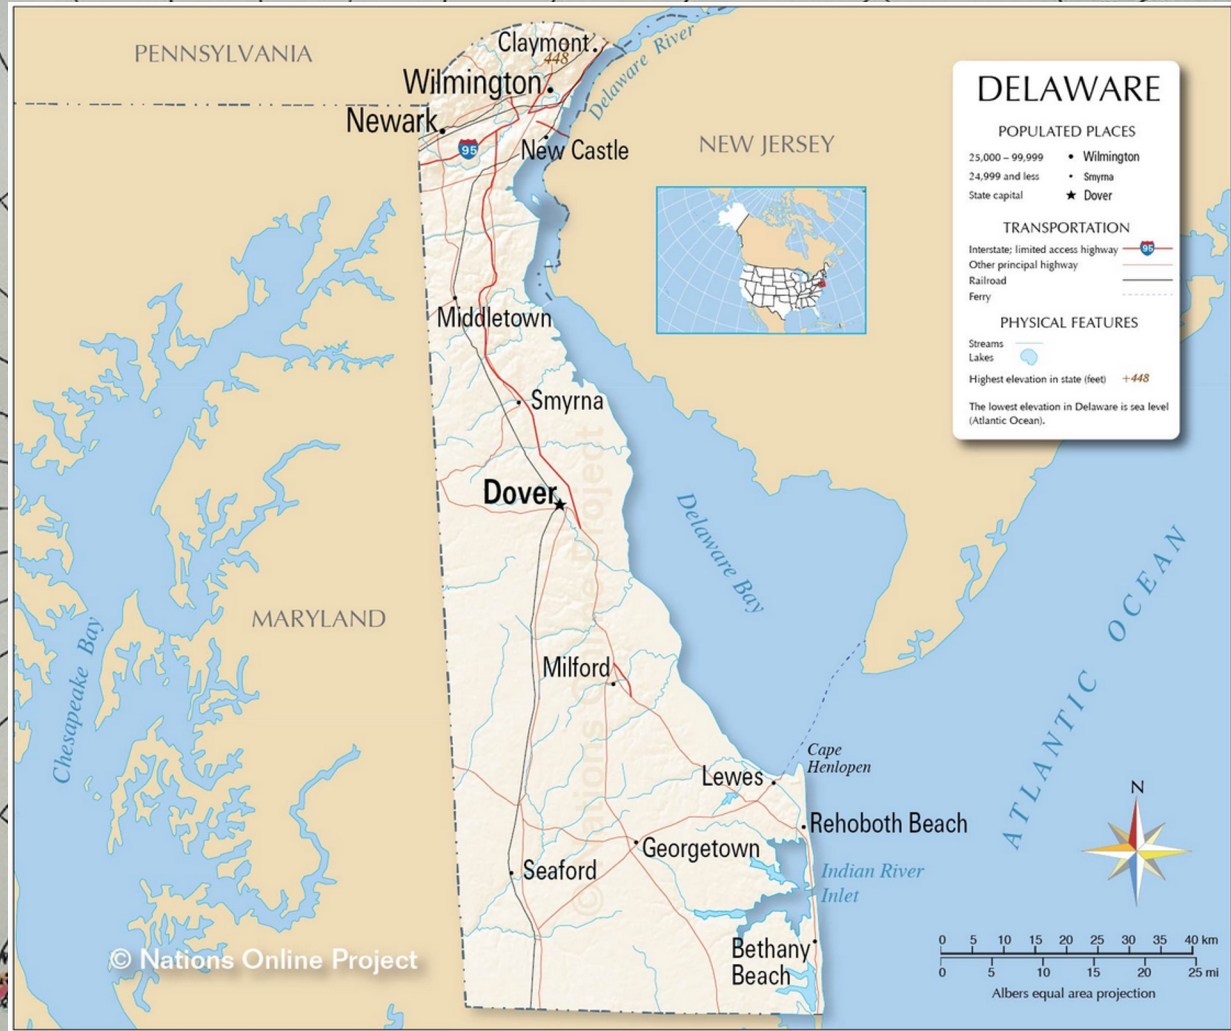 PENNSYLVANIA
Claymont
448
Wilmington
Newark
Delaware River
95
New Castle
NEW JERSEY
Middletown
Smyrna
Dover
Delaware Bay
MARYLAND
Chesapeake Bay
Milford
Cape
Henlopen
Lewes
Rehoboth Beach
Georgetown
Seaford
Indian River
Inlet
Bethany
Beach
ATLANTIC OCEAN
© Nations Online Project
© Nations Online Project
DELAWARE
POPULATED PLACES
25,000 – 99,999 • Wilmington
24,999 and less • Smyrna
State capital ★ Dover
TRANSPORTATION
Interstate; limited access highway 95
Other principal highway
Railroad
Ferry
PHYSICAL FEATURES
Streams
Lakes
Highest elevation in state (feet) +448
The lowest elevation in Delaware is sea level
(Atlantic Ocean).
N
0 5 10 15 20 25 30 35 40 km
0 5 10 15 20 25 mi
Albers equal area projection